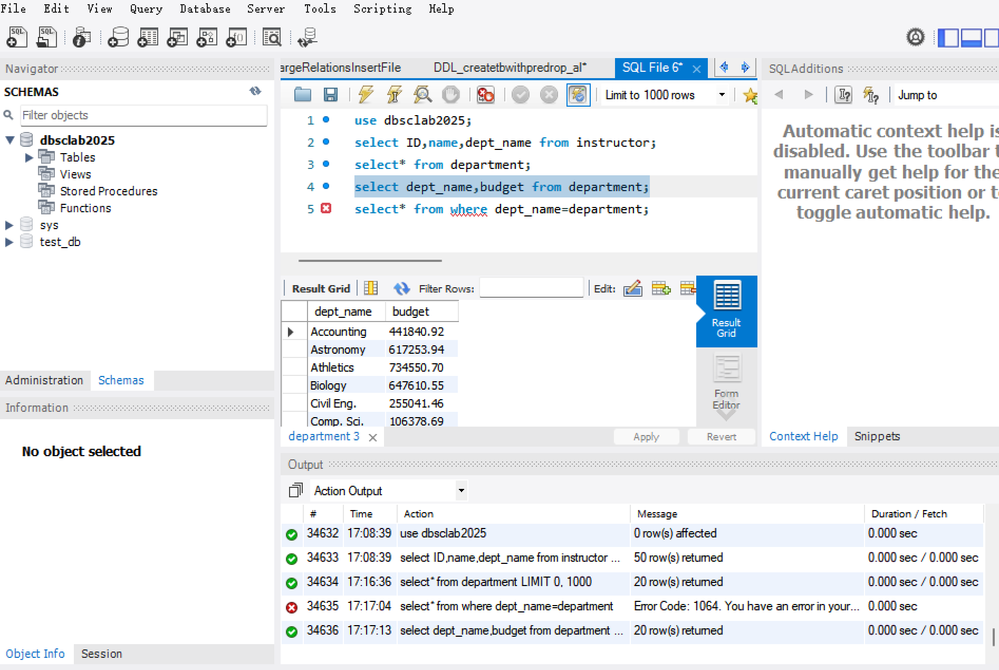 File Edit View Query Database Server Tools Scripting Help
Navigator
SCHEMAS
Filter objects
dbsclab2025
Tables
Views
Stored Procedures
Functions
sys
test_db
Administration Schemas
Information
No object selected
Object Info Session
argeRelationsInsertFile DDL_createtbwithpredrop_al* SQL File 6*
Limit to 1000 rows
1 use dbsclab2025;
2 select ID,name,dept_name from instructor;
3 select* from department;
4 select dept_name,budget from department;
5 select* from where dept_name=department;
Result Grid Filter Rows: Edit:
dept_name budget
Accounting 441840.92
Astronomy 617253.94
Athletics 734550.70
Biology 647610.55
Civil Eng. 255041.46
Comp. Sci. 106378.69
Result
Grid
Form
Editor
department 3 Apply Revert
SQLAdditions
Jump to
Automatic context help is
disabled. Use the toolbar t
manually get help for the
current caret position or t
toggle automatic help.
Context Help Snippets
Output
Action Output
# Time Action Message Duration / Fetch
34632 17:08:39 use dbsclab2025 0 row(s) affected 0.000 sec
34633 17:08:39 select ID,name,dept_name from instructor ... 50 row(s) returned 0.000 sec / 0.000 sec
34634 17:16:36 select* from department LIMIT 0, 1000 20 row(s) returned 0.000 sec / 0.000 sec
34635 17:17:04 select* from where dept_name=department Error Code: 1064. You have an error in your... 0.000 sec
34636 17:17:13 select dept_name,budget from department ... 20 row(s) returned 0.000 sec / 0.000 sec